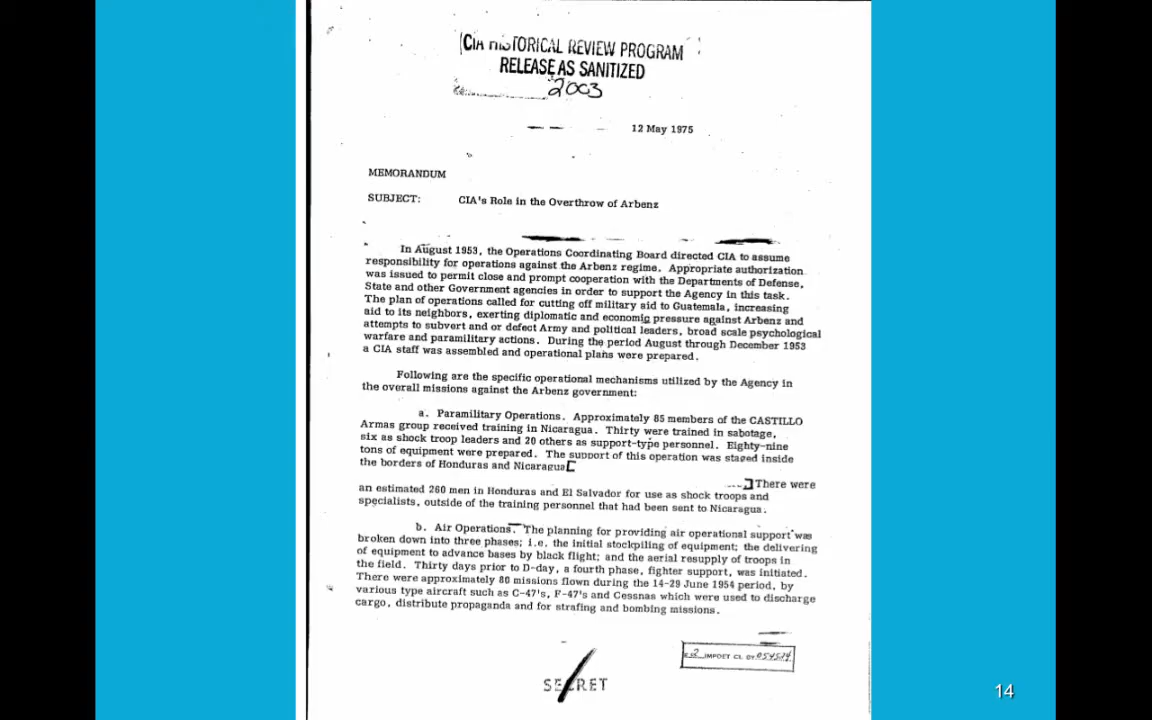 CIA HISTORICAL REVIEW PROGRAM
RELEASE AS SANITIZED
2003
12 May 1975
MEMORANDUM
SUBJECT: CIA's Role in the Overthrow of Arbenz
In August 1953, the Operations Coordinating Board directed CIA to assume
responsibility for operations against the Arbenz regime. Appropriate authorization
was issued to permit close and prompt cooperation with the Departments of Defense,
State and other Government agencies in order to support the Agency in this task.
The plan of operations called for cutting off military aid to Guatemala, increasing
aid to its neighbors, exerting diplomatic and economic pressure against Arbenz and
attempts to subvert and or defect Army and political leaders, broad scale psychological
warfare and paramilitary actions. During the period August through December 1953
a CIA staff was assembled and operational plans were prepared.
Following are the specific operational mechanisms utilized by the Agency in
the overall missions against the Arbenz government:
a. Paramilitary Operations. Approximately 85 members of the CASTILLO
Armas group received training in Nicaragua. Thirty were trained in sabotage,
six as shock troop leaders and 20 others as support-type personnel. Eighty-nine
tons of equipment were prepared. The support of this operation was staged inside
the borders of Honduras and Nicaragua[
] There were
an estimated 260 men in Honduras and El Salvador for use as shock troops and
specialists, outside of the training personnel that had been sent to Nicaragua.
b. Air Operations. The planning for providing air operational support was
broken down into three phases; i.e. the initial stockpiling of equipment; the delivering
of equipment to advance bases by black flight; and the aerial resupply of troops in
the field. Thirty days prior to D-day, a fourth phase, fighter support, was initiated.
There were approximately 80 missions flown during the 14-29 June 1954 period, by
various type aircraft such as C-47's, F-47's and Cessnas which were used to discharge
cargo, distribute propaganda and for strafing and bombing missions.
2 IMPDET CL BY 054514
SECRET
14